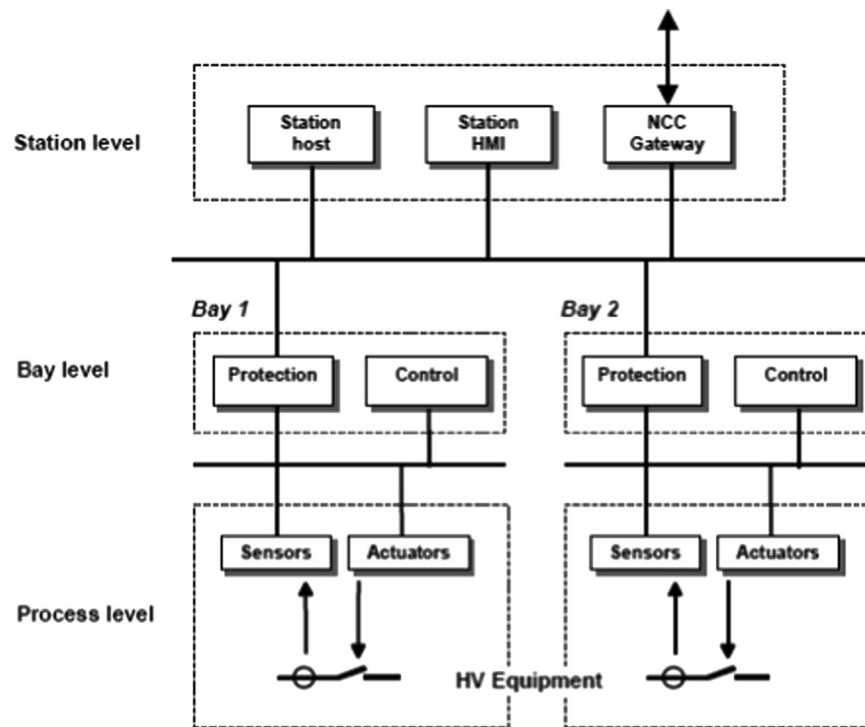 Station level
Station
host
Station
HMI
NCC
Gateway
Bay 1
Bay 2
Bay level
Protection
Control
Protection
Control
Sensors
Actuators
Sensors
Actuators
Process level
HV Equipment